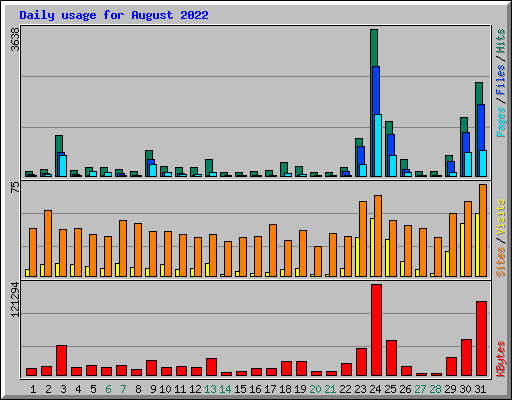 Daily usage for August 2022
3638
Pages / Files / Hits
75
Sites / Visits
121294
KBytes
1 2 3 4 5 6 7 8 9 10 11 12 13 14 15 16 17 18 19 20 21 22 23 24 25 26 27 28 29 30 31